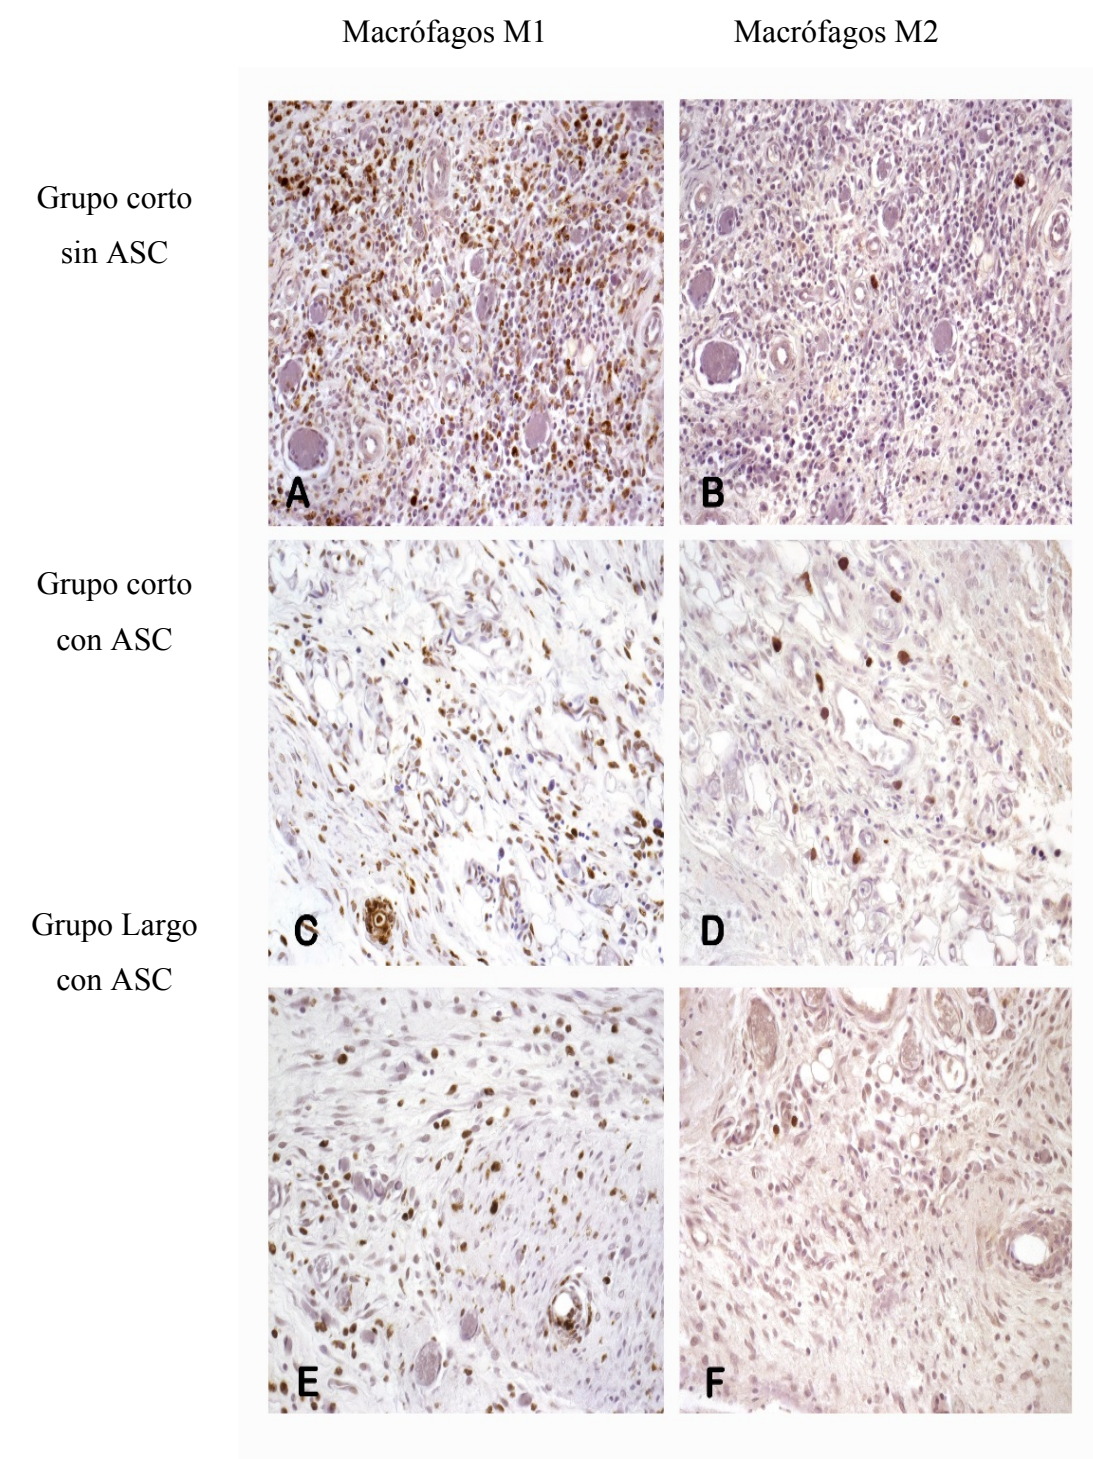 Macrófagos M1
Macrófagos M2
Grupo corto
sin ASC
A
B
Grupo corto
con ASC
C
D
Grupo Largo
con ASC
E
F